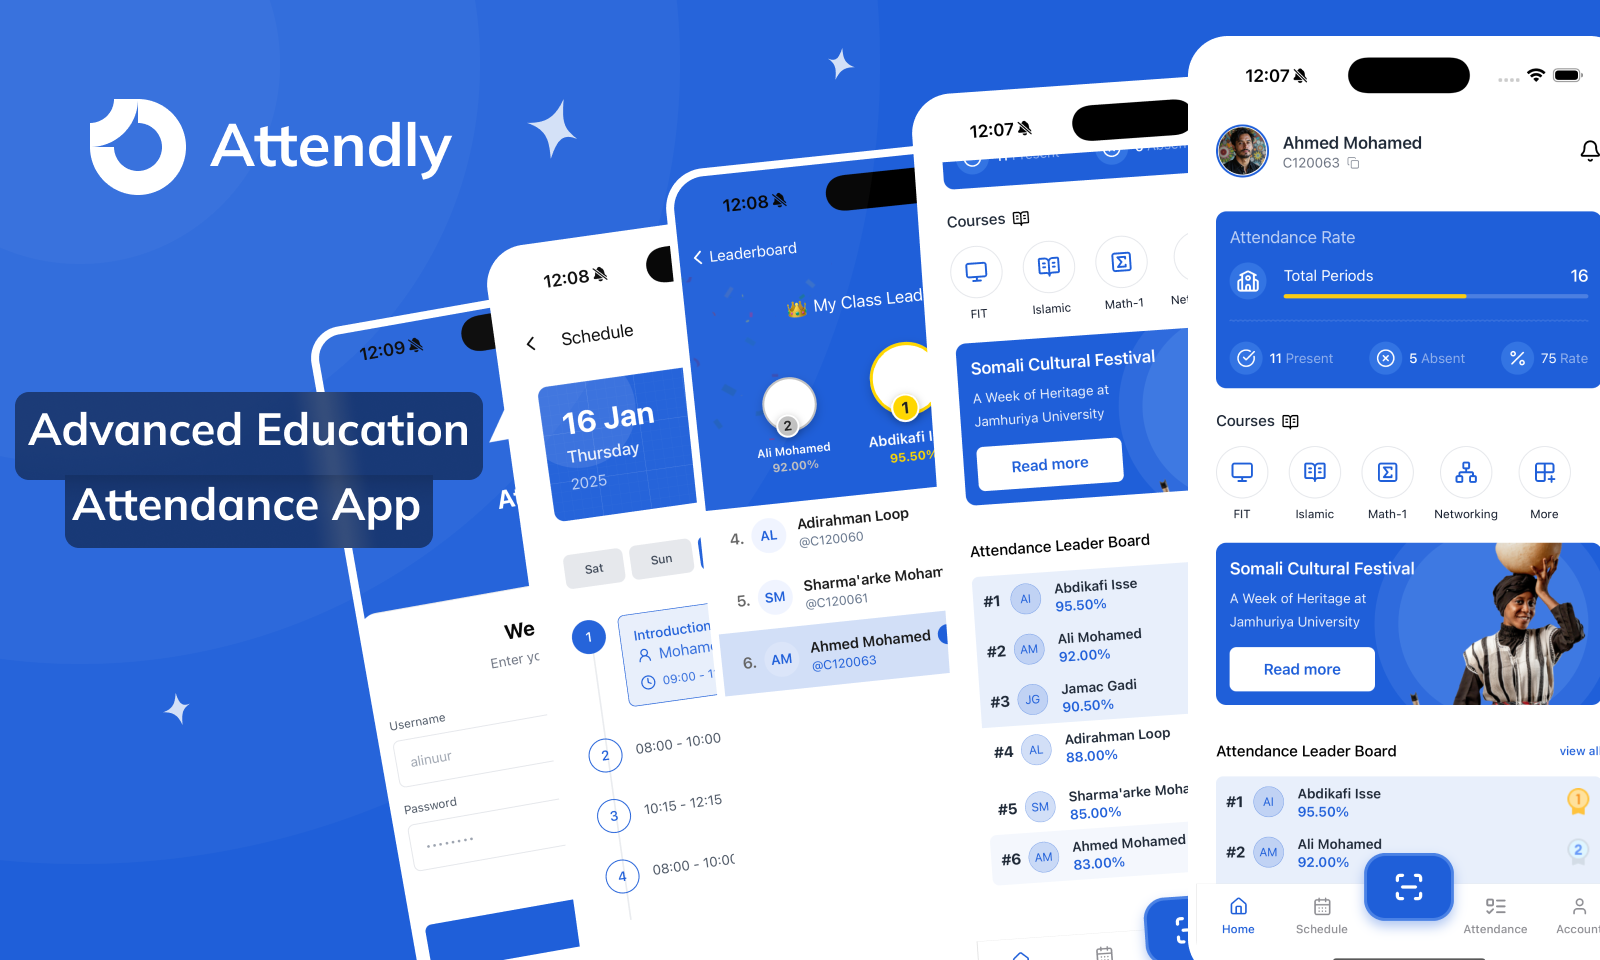 Attendly
Advanced Education
Attendance App
12:09
We
Enter yo
Username
alinuur
Password
12:08
Schedule
16 Jan
Thursday
2025
Sat
Sun
1
Introduction
Moham
09:00 - 1
2
08:00 - 10:00
3
10:15 - 12:15
4
08:00 - 10:00
12:08
Leaderboard
My Class Lead
2
Ali Mohamed
92.00%
1
Abdikafi I
95.50%
4. AL Adirahman Loop
@C120060
5. SM Sharma'arke Moham
@C120061
6. AM Ahmed Mohamed
@C120063
12:07
Courses
FIT
Islamic
Math-1
Net
Somali Cultural Festival
A Week of Heritage at
Jamhuriya University
Read more
Attendance Leader Board
#1 AI Abdikafi Isse
95.50%
#2 AM Ali Mohamed
92.00%
#3 JG Jamac Gadi
90.50%
#4 AL Adirahman Loop
88.00%
#5 SM Sharma'arke Moha
85.00%
#6 AM Ahmed Mohamed
83.00%
12:07
Ahmed Mohamed
C120063
Attendance Rate
Total Periods 16
11 Present 5 Absent 75 Rate
Courses
FIT Islamic Math-1 Networking More
Somali Cultural Festival
A Week of Heritage at
Jamhuriya University
Read more
Attendance Leader Board view all
#1 AI Abdikafi Isse 1
95.50%
#2 AM Ali Mohamed 2
92.00%
Home Schedule Attendance Account